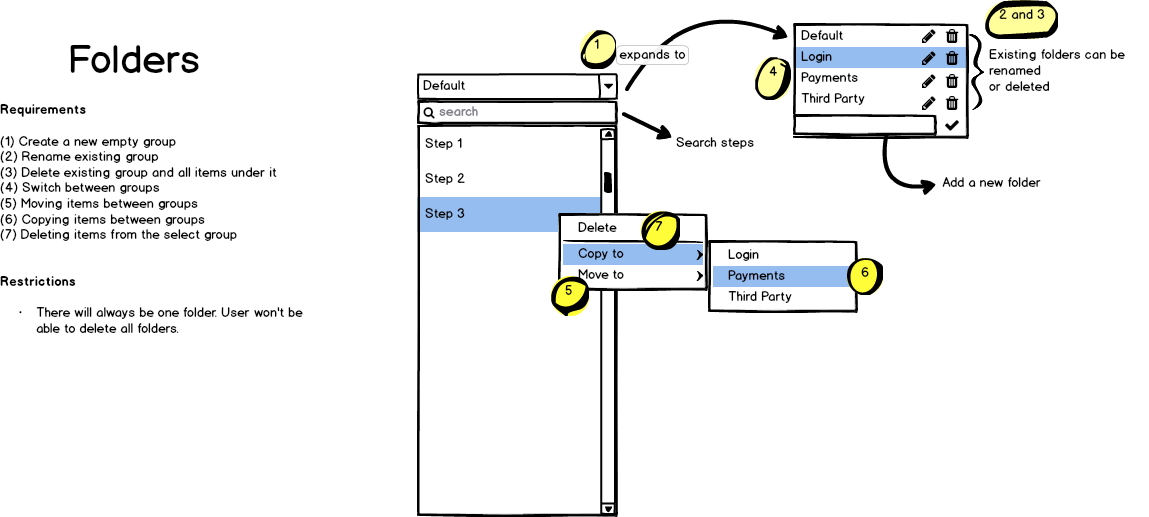 Folders
Requirements
(1) Create a new empty group
(2) Rename existing group
(3) Delete existing group and all items under it
(4) Switch between groups
(5) Moving items between groups
(6) Copying items between groups
(7) Deleting items from the select group
Restrictions
· There will always be one folder. User won't be
able to delete all folders.
1
expands to
Default
search
Step 1
Step 2
Step 3
Search steps
Delete
7
Copy to
Move to
5
Login
Payments
Third Party
6
2 and 3
4
Default
Login
Payments
Third Party
Existing folders can be
renamed
or deleted
Add a new folder